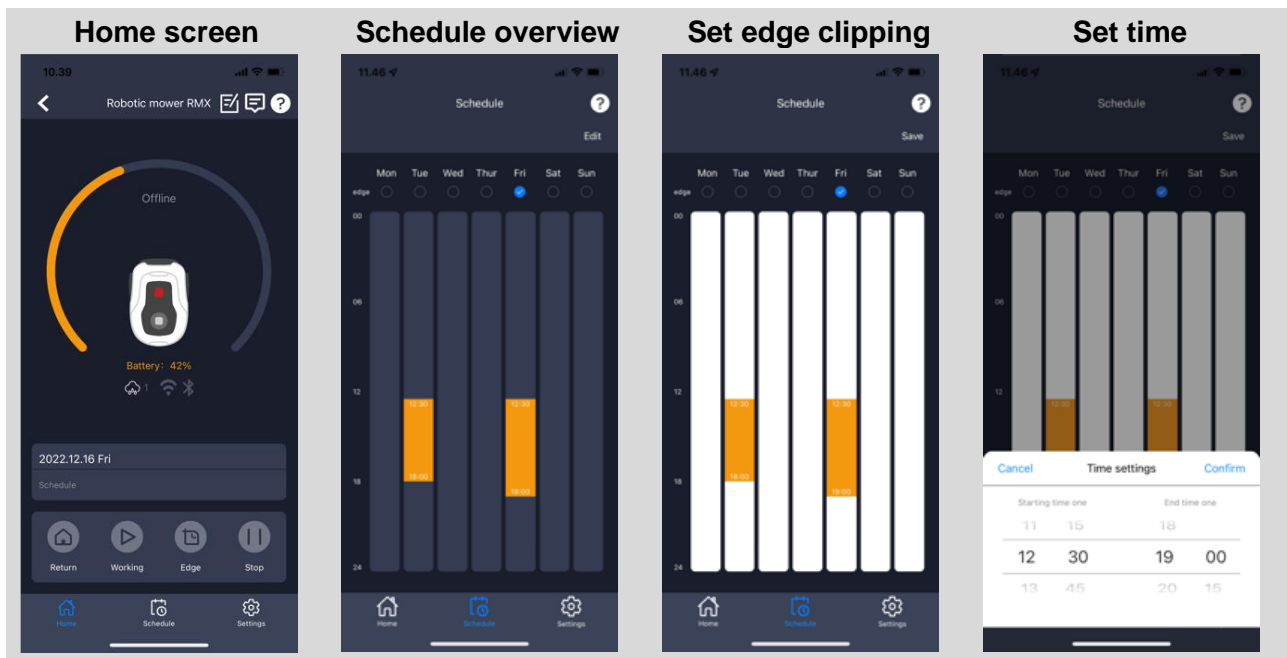 Home screen
10.39
Robotic mower RMX
Offline
Battery: 42%
1
2022.12.16 Fri
Schedule
Return Working Edge Stop
Home Schedule Settings
Schedule overview
11.46
Schedule
Edit
Mon Tue Wed Thur Fri Sat Sun
edge
00
06
12
12:30 12:30
18:00
18
19:00
24
Home Schedule Settings
Set edge clipping
11.46
Schedule
Save
Mon Tue Wed Thur Fri Sat Sun
edge
00
06
12
12:30 12:30
18:00
18
19:00
24
Home Schedule Settings
Set time
11.46
Schedule
Save
Mon Tue Wed Thur Fri Sat Sun
edge
00
06
12
12:30 12:30
Cancel Time settings Confirm
Starting time one End time one
11 15 18
12 30 19 00
13 45 20 15